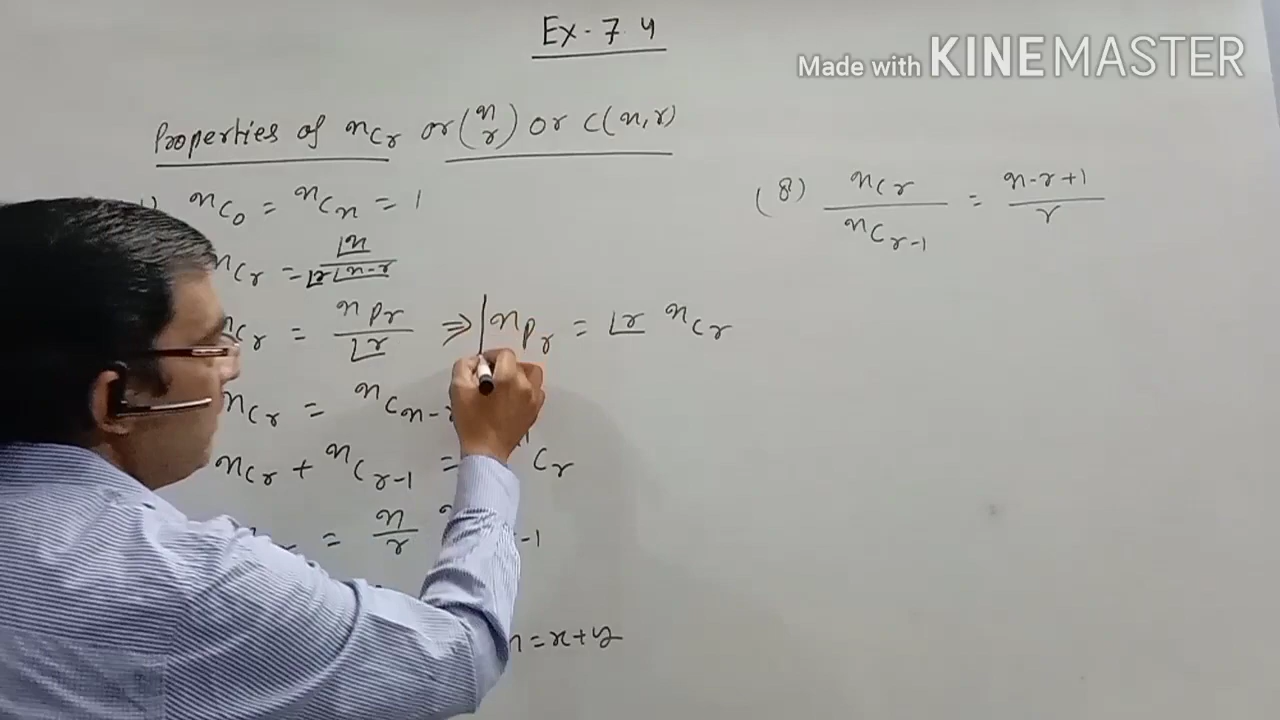 Ex-7.4
Made with KINEMASTER
Properties of nCr or (n r) or C(n,r)
nC₀ = nCn = 1
nCr = ⌊n / ⌊r ⌊n-r
nCr = nPr / ⌊r ⇒ nPr = ⌊r nCr
nCr = nCn-
nCr + nCr-1 = Cr
= n/r -1
n = x+y
(8) nCr / nCr-1 = n-r+1 / r